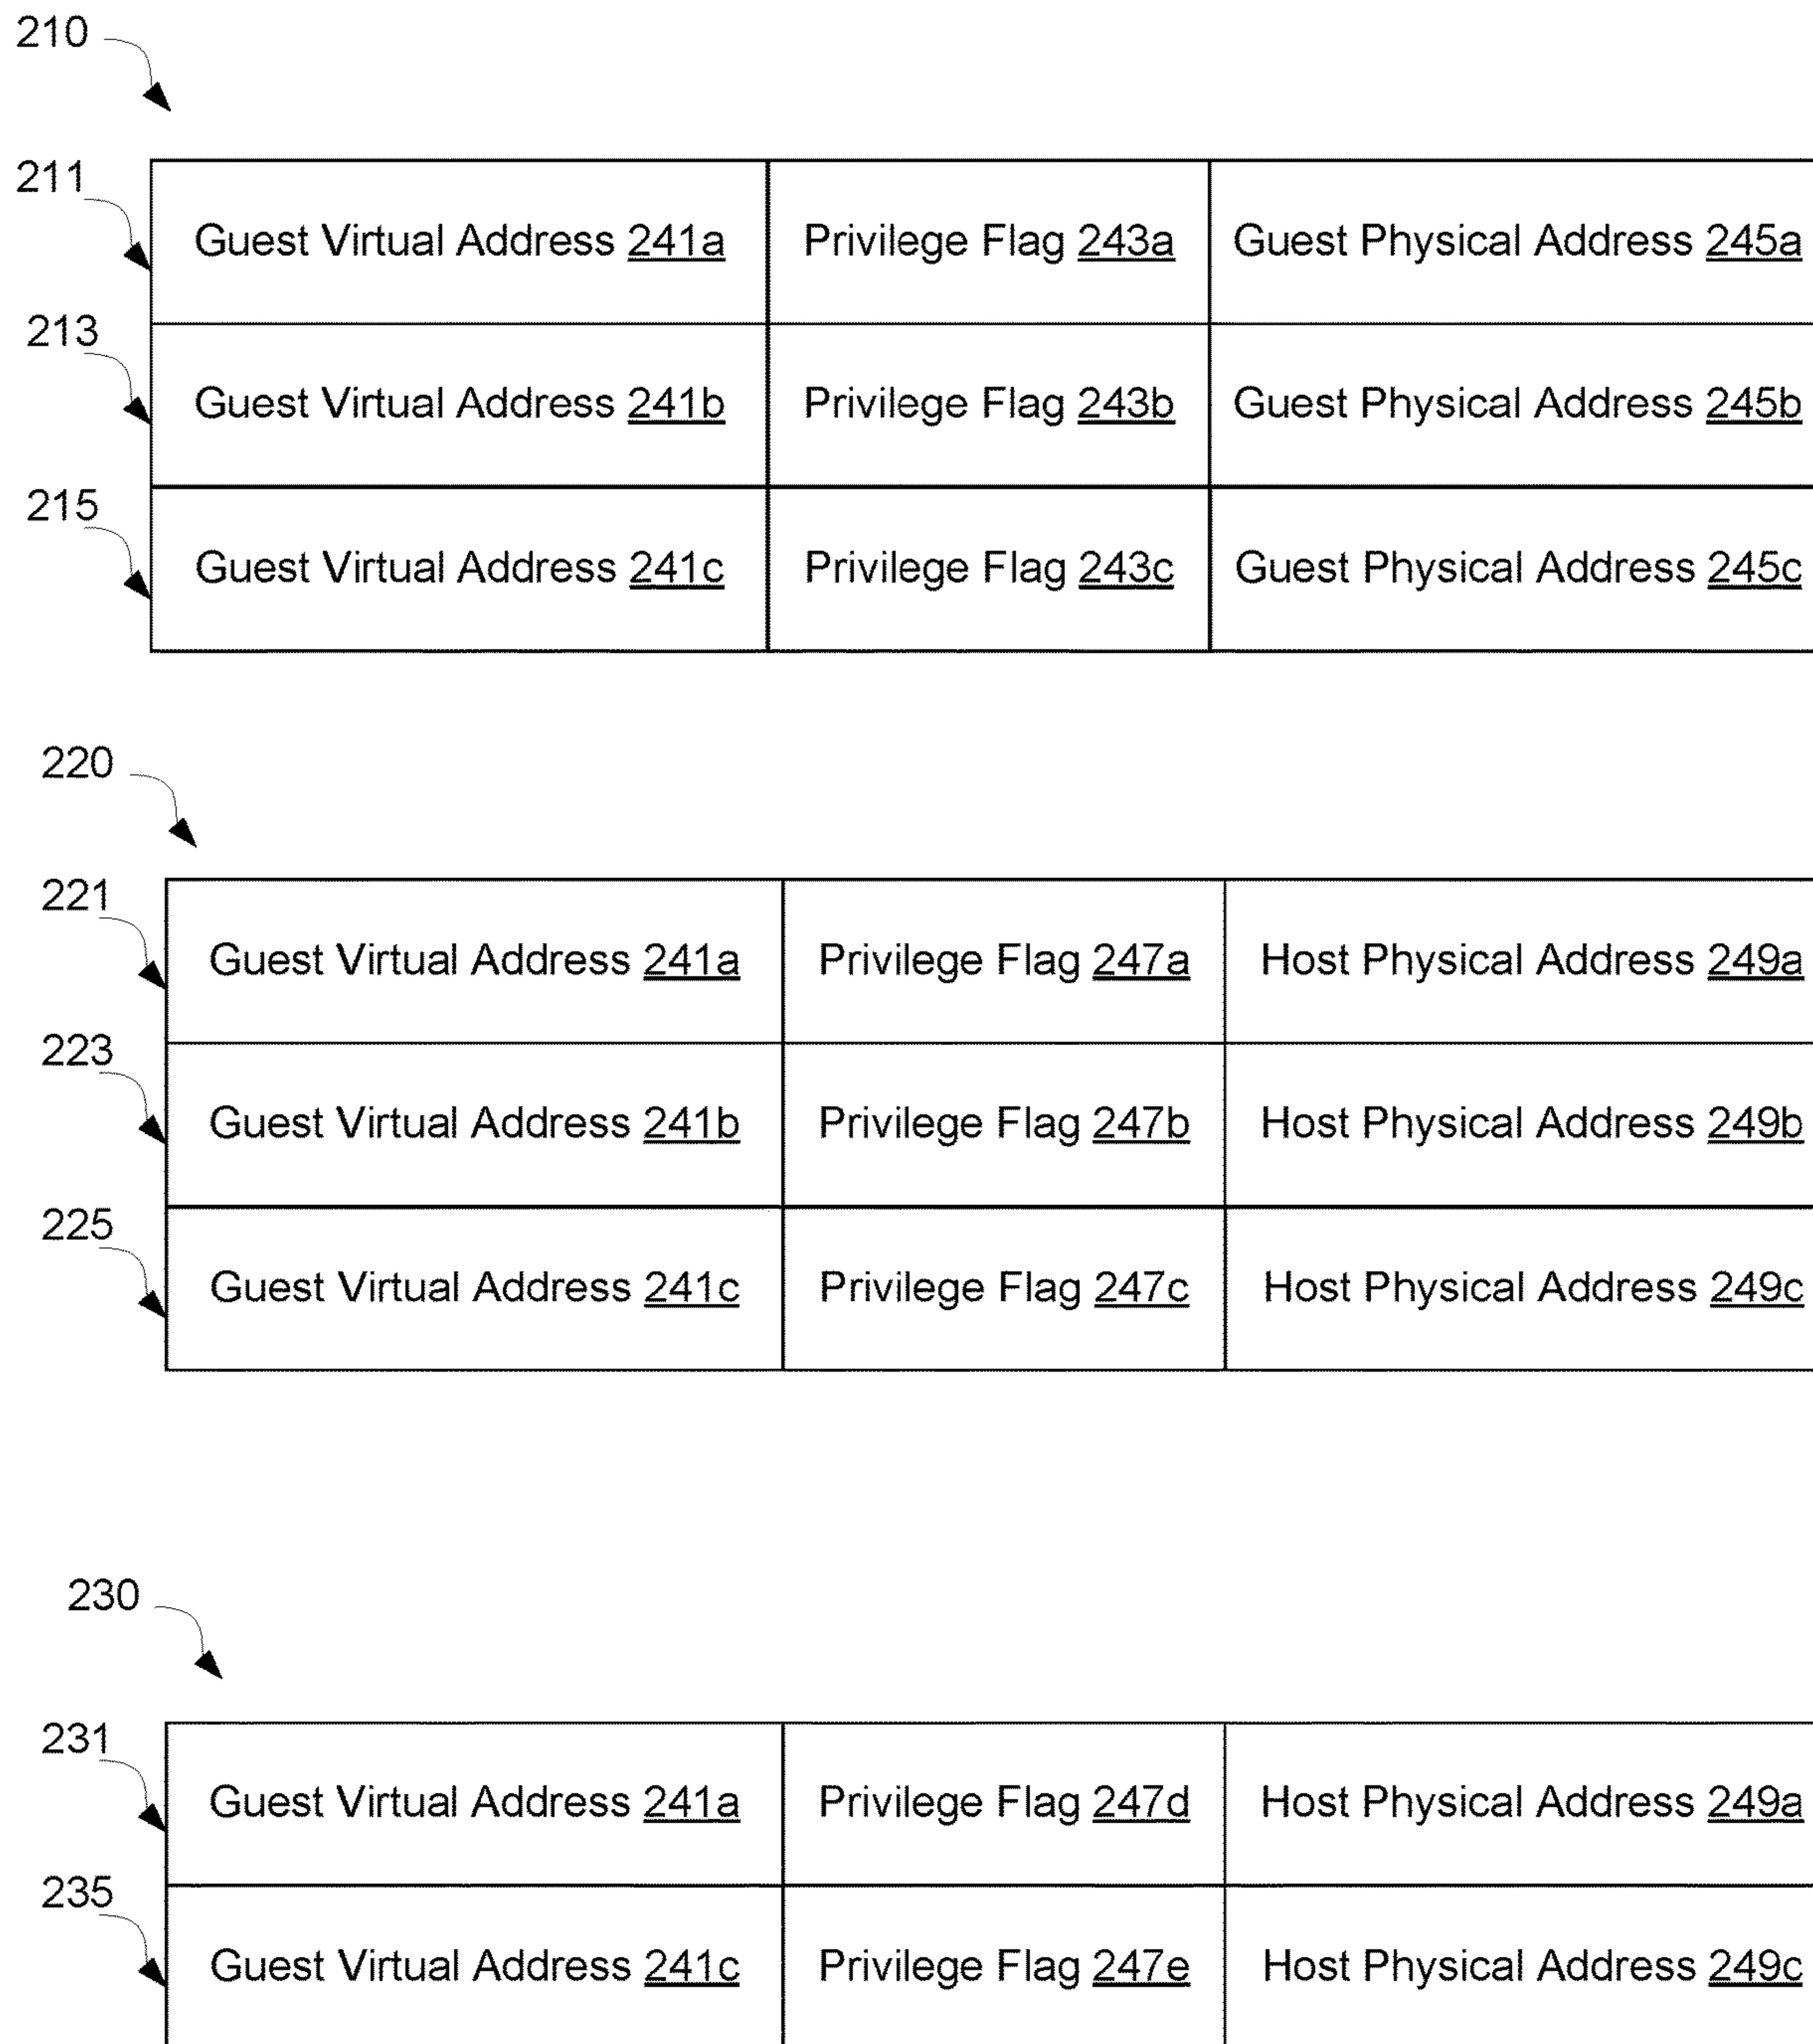 210
211
Guest Virtual Address 241a Privilege Flag 243a Guest Physical Address 245a
213
Guest Virtual Address 241b Privilege Flag 243b Guest Physical Address 245b
215
Guest Virtual Address 241c Privilege Flag 243c Guest Physical Address 245c
220
221
Guest Virtual Address 241a Privilege Flag 247a Host Physical Address 249a
223
Guest Virtual Address 241b Privilege Flag 247b Host Physical Address 249b
225
Guest Virtual Address 241c Privilege Flag 247c Host Physical Address 249c
230
231
Guest Virtual Address 241a Privilege Flag 247d Host Physical Address 249a
235
Guest Virtual Address 241c Privilege Flag 247e Host Physical Address 249c